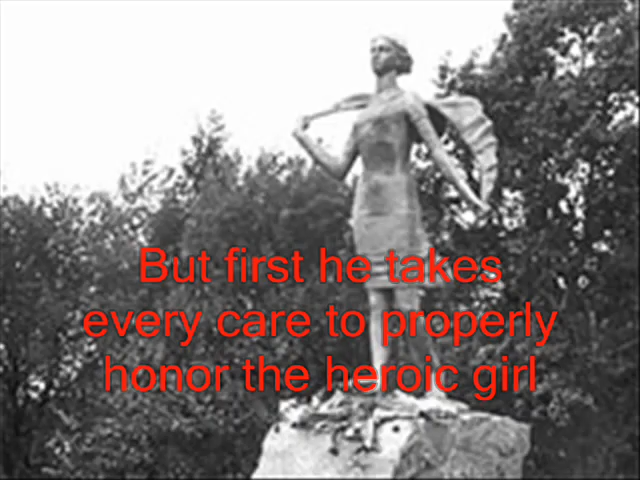 But first he takes
every care to properly
honor the heroic girl